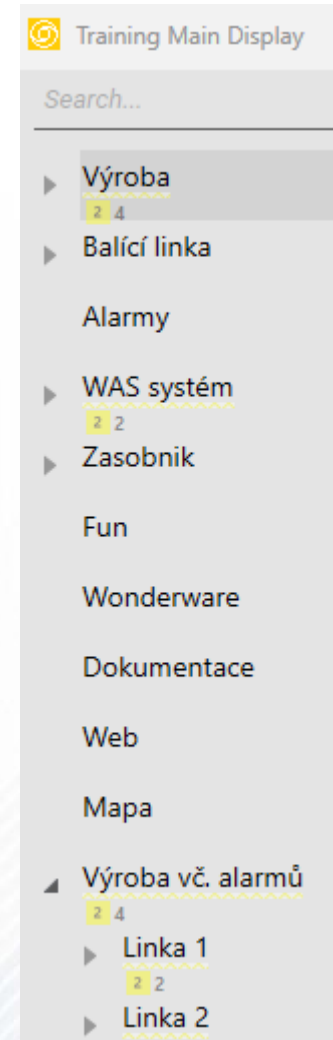 Training Main Display
Search...
Výroba
2 4
Balící linka
Alarmy
WAS systém
2 2
Zasobnik
Fun
Wonderware
Dokumentace
Web
Mapa
Výroba vč. alarmů
2 4
Linka 1
2 2
Linka 2